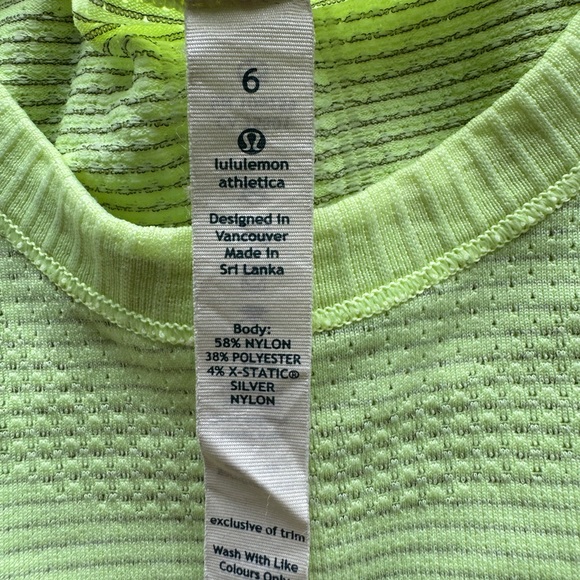 6
lululemon
athletica
Designed in
Vancouver
Made in
Sri Lanka
Body:
58% NYLON
38% POLYESTER
4% X-STATIC®
SILVER
NYLON
exclusive of trim
Wash With Like
Colours Only